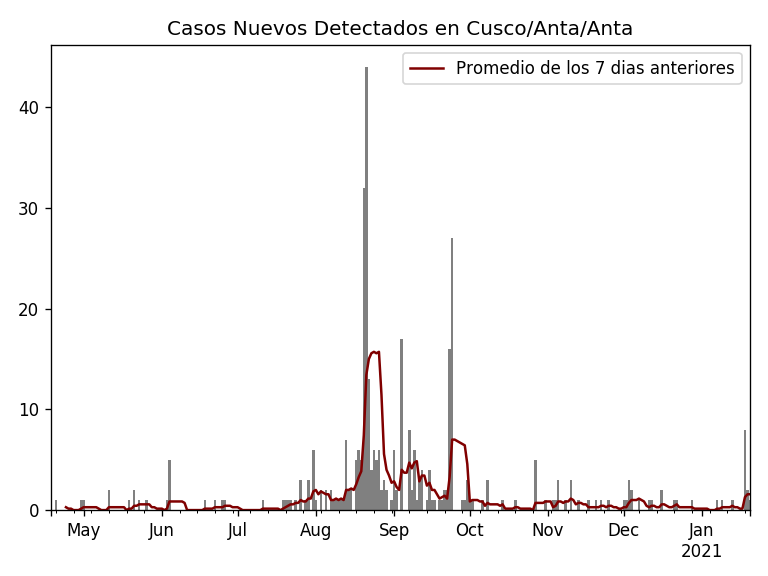 Casos Nuevos Detectados en Cusco/Anta/Anta
Promedio de los 7 dias anteriores
40
30
20
10
0
May Jun Jul Aug Sep Oct Nov Dec Jan
2021